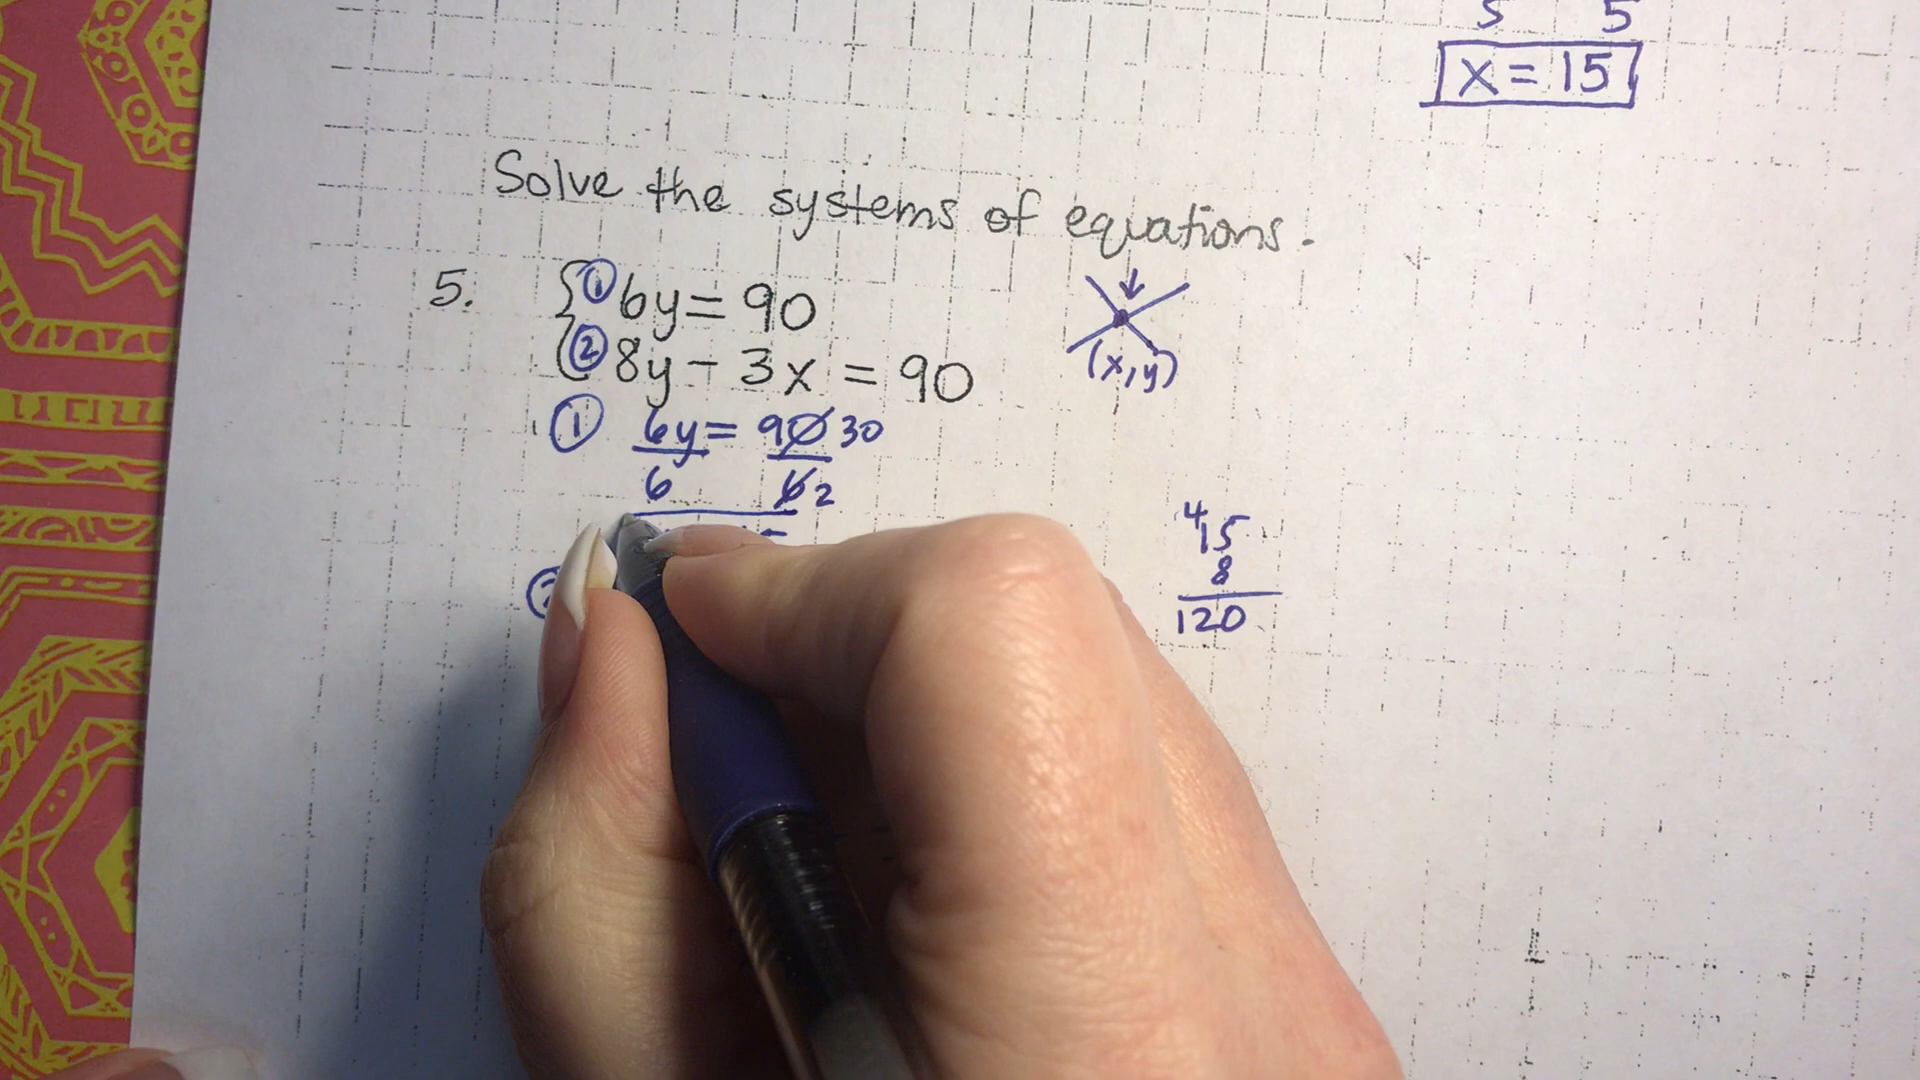 5 5
x = 15
Solve the systems of equations.
5. ① 6y = 90
② 8y - 3x = 90
(x,y)
① 6y = 90 30
6 6 2
4
15
8
120